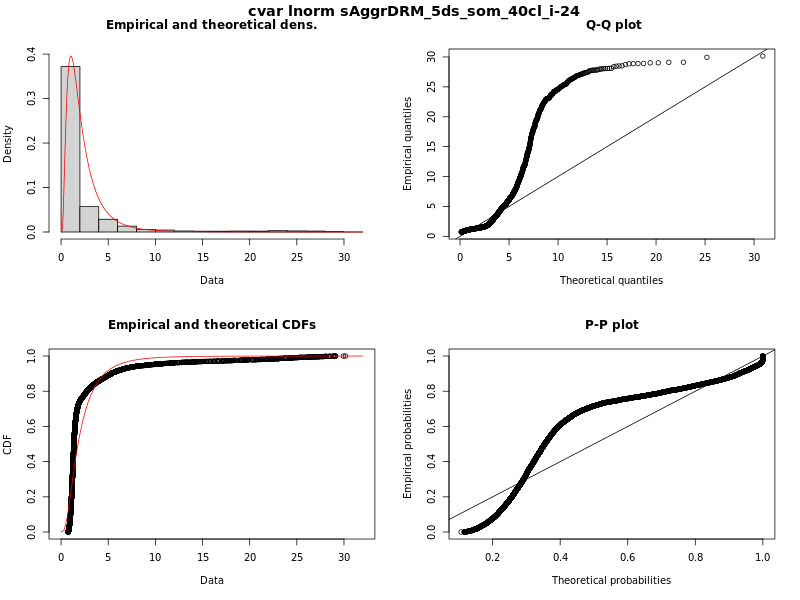 cvar lnorm sAggrDRM_5ds_som_40cl_i-24
Empirical and theoretical dens.
Density
0.0 0.1 0.2 0.3 0.4
0 5 10 15 20 25 30
Data
Q-Q plot
Empirical quantiles
0 5 10 15 20 25 30
0 5 10 15 20 25 30
Theoretical quantiles
Empirical and theoretical CDFs
CDF
0.0 0.2 0.4 0.6 0.8 1.0
0 5 10 15 20 25 30
Data
P-P plot
Empirical probabilities
0.0 0.2 0.4 0.6 0.8 1.0
0.2 0.4 0.6 0.8 1.0
Theoretical probabilities